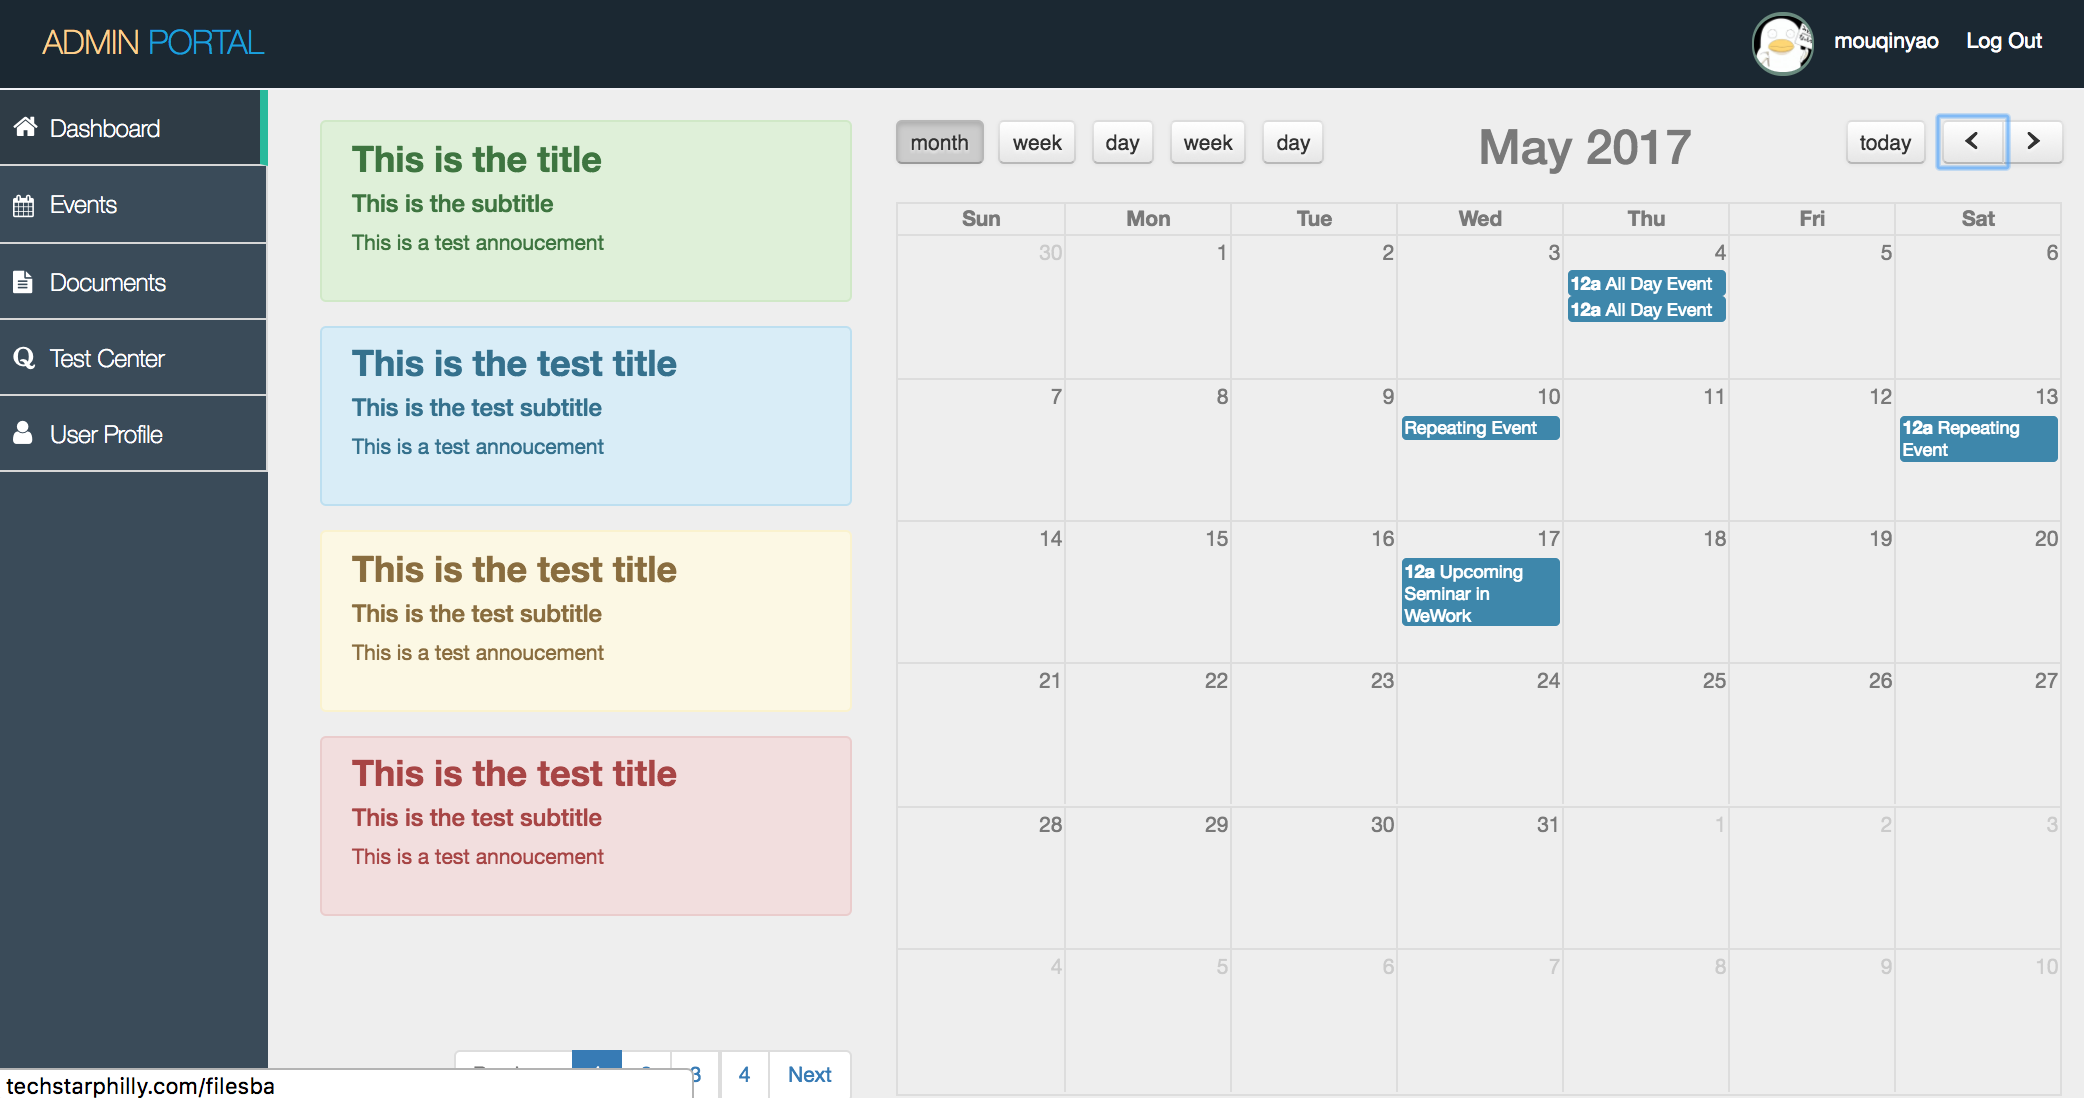 ADMIN PORTAL
mouqinyao
Log Out
Dashboard
Events
Documents
Test Center
User Profile
This is the title
This is the subtitle
This is a test annoucement
This is the test title
This is the test subtitle
This is a test annoucement
This is the test title
This is the test subtitle
This is a test annoucement
This is the test title
This is the test subtitle
This is a test annoucement
3 4 Next
techstarphilly.com/filesba
month week day week day
May 2017
today < >
Sun Mon Tue Wed Thu Fri Sat
30 1 2 3 4 5 6
12a All Day Event
12a All Day Event
7 8 9 10 11 12 13
Repeating Event
12a Repeating
Event
14 15 16 17 18 19 20
12a Upcoming
Seminar in
WeWork
21 22 23 24 25 26 27
28 29 30 31 1 2 3
4 5 6 7 8 9 10